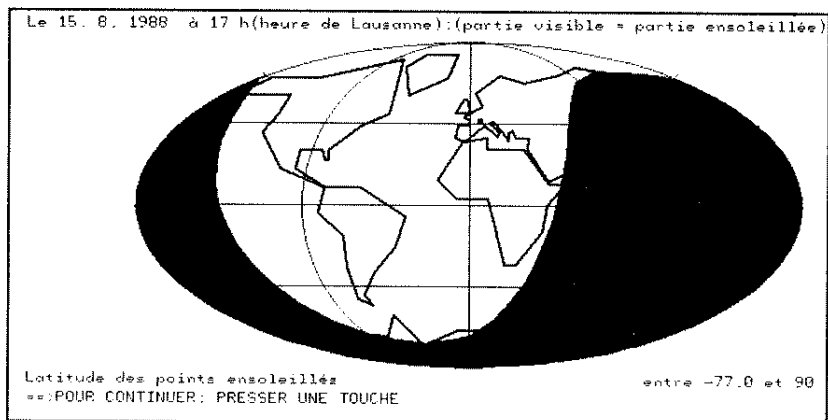 Le 15. 8. 1988 à 17 h(heure de Lausanne):(partie visible = partie ensoleillée)
Latitude des points ensoleillés entre -77.0 et 90
==:POUR CONTINUER: PRESSER UNE TOUCHE